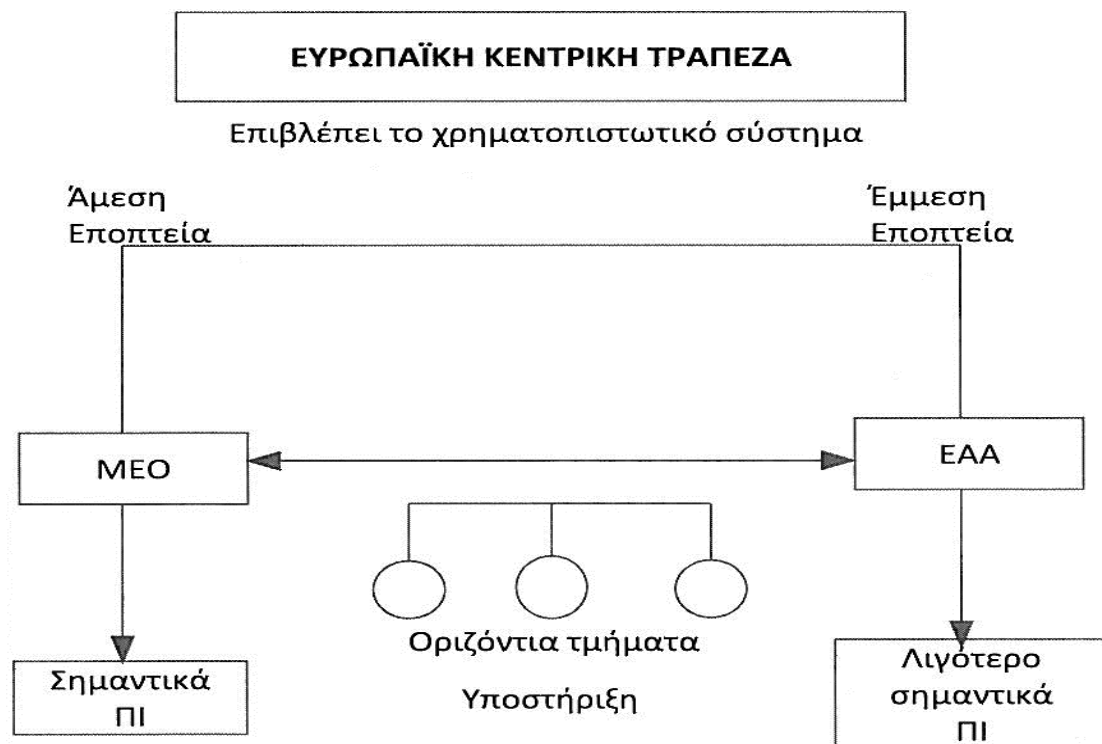 ΕΥΡΩΠΑΪΚΗ ΚΕΝΤΡΙΚΗ ΤΡΑΠΕΖΑ
Επιβλέπει το χρηματοπιστωτικό σύστημα
Άμεση
Εποπτεία
Έμμεση
Εποπτεία
ΜΕΟ
ΕΑΑ
Οριζόντια τμήματα
Υποστήριξη
Σημαντικά
ΠΙ
Λιγότερο
σημαντικά
ΠΙ